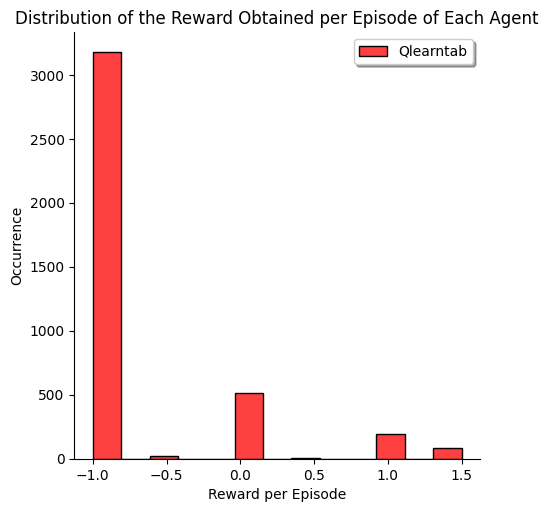 Distribution of the Reward Obtained per Episode of Each Agent
Qlearntab
3000
2500
2000
1500
1000
500
0
Occurrence
−1.0 −0.5 0.0 0.5 1.0 1.5
Reward per Episode